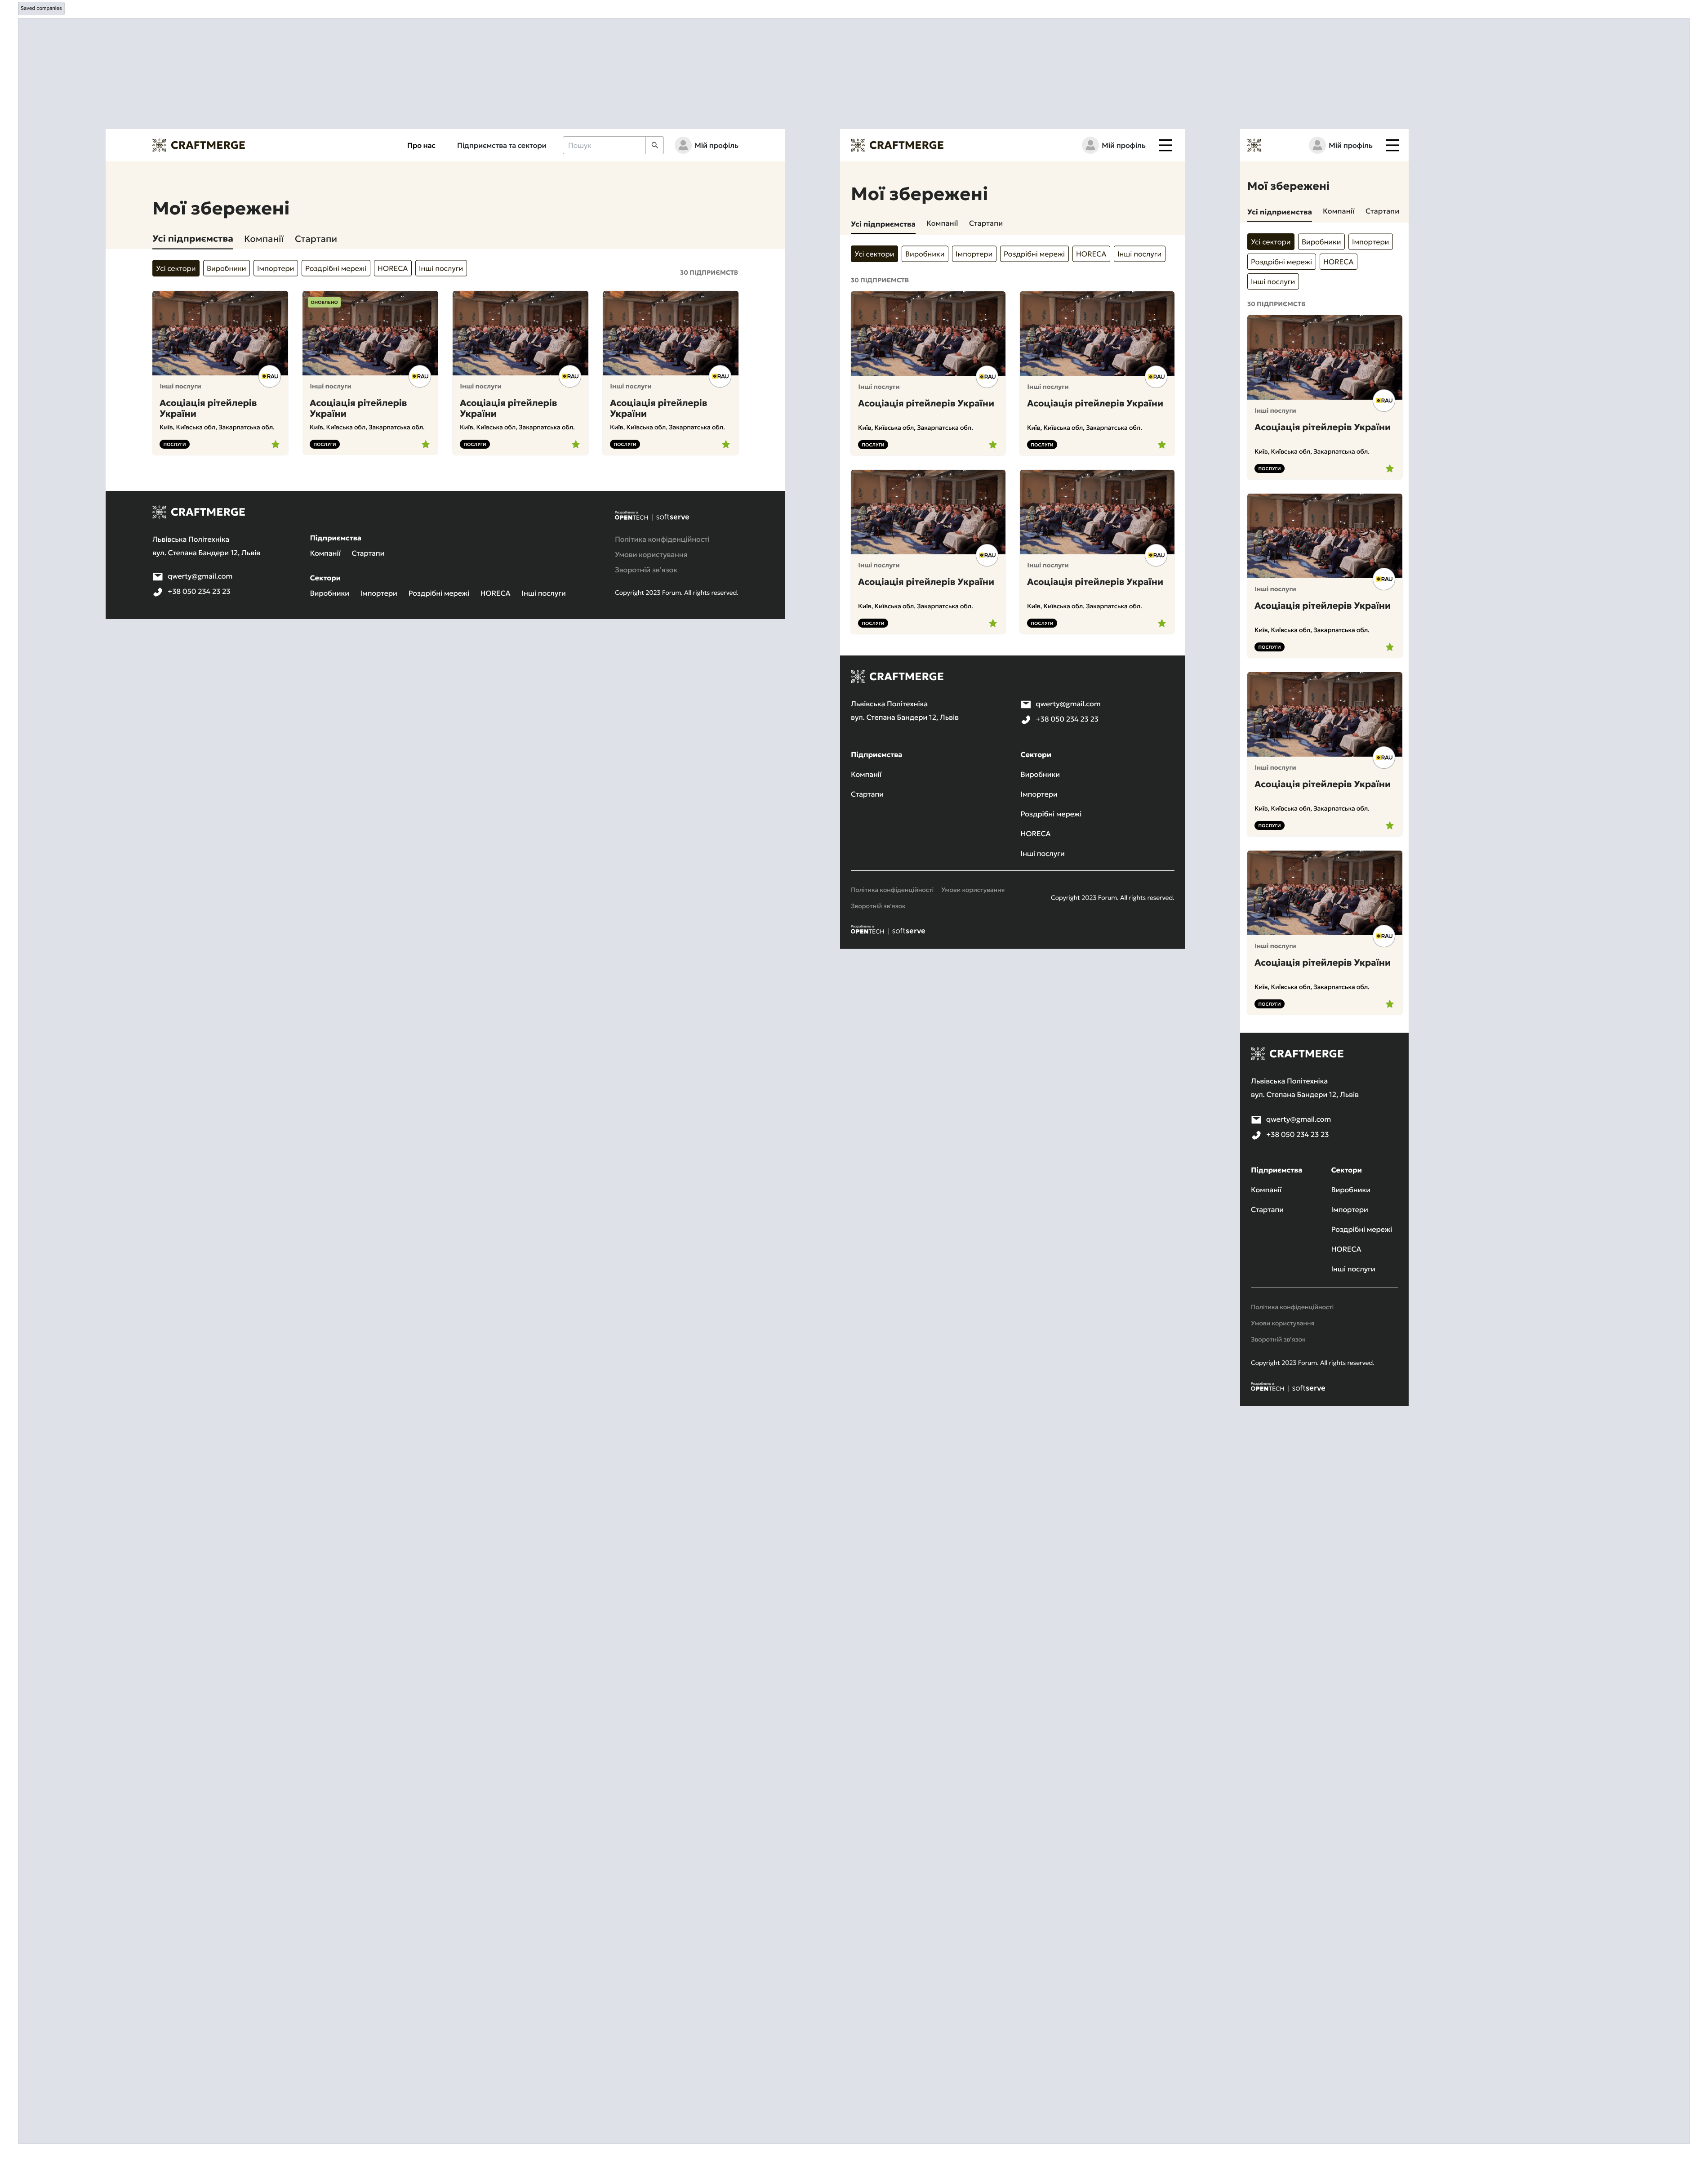 Saved companies
CRAFTMERGE
Про нас
Підприємства та сектори
Пошук
Мій профіль
Мої збережені
Усі підприємства
Компанії
Стартапи
Усі сектори
Виробники
Імпортери
Роздрібні мережі
HORECA
Інші послуги
30 ПІДПРИЄМСТВ
RAU
Інші послуги
Асоціація рітейлерів
України
Київ, Київська обл, Закарпатська обл.
ПОСЛУГИ
ОНОВЛЕНО
RAU
Інші послуги
Асоціація рітейлерів
України
Київ, Київська обл, Закарпатська обл.
ПОСЛУГИ
RAU
Інші послуги
Асоціація рітейлерів
України
Київ, Київська обл, Закарпатська обл.
ПОСЛУГИ
RAU
Інші послуги
Асоціація рітейлерів
України
Київ, Київська обл, Закарпатська обл.
ПОСЛУГИ
CRAFTMERGE
Львівська Політехніка
вул. Степана Бандери 12, Львів
qwerty@gmail.com
+38 050 234 23 23
Підприємства
Компанії
Стартапи
Сектори
Виробники
Імпортери
Роздрібні мережі
HORECA
Інші послуги
Розроблено в
OPENTECH | softserve
Політика конфіденційності
Умови користування
Зворотній зв’язок
Copyright 2023 Forum. All rights reserved.
CRAFTMERGE
Мій профіль
Мої збережені
Усі підприємства
Компанії
Стартапи
Усі сектори
Виробники
Імпортери
Роздрібні мережі
HORECA
Інші послуги
30 ПІДПРИЄМСТВ
RAU
Інші послуги
Асоціація рітейлерів України
Київ, Київська обл, Закарпатська обл.
ПОСЛУГИ
RAU
Інші послуги
Асоціація рітейлерів України
Київ, Київська обл, Закарпатська обл.
ПОСЛУГИ
RAU
Інші послуги
Асоціація рітейлерів України
Київ, Київська обл, Закарпатська обл.
ПОСЛУГИ
RAU
Інші послуги
Асоціація рітейлерів України
Київ, Київська обл, Закарпатська обл.
ПОСЛУГИ
CRAFTMERGE
Львівська Політехніка
вул. Степана Бандери 12, Львів
qwerty@gmail.com
+38 050 234 23 23
Підприємства
Компанії
Стартапи
Сектори
Виробники
Імпортери
Роздрібні мережі
HORECA
Інші послуги
Політика конфіденційності
Умови користування
Зворотній зв’язок
Copyright 2023 Forum. All rights reserved.
Розроблено в
OPENTECH | softserve
Мій профіль
Мої збережені
Усі підприємства
Компанії
Стартапи
Усі сектори
Виробники
Імпортери
Роздрібні мережі
HORECA
Інші послуги
30 ПІДПРИЄМСТВ
RAU
Інші послуги
Асоціація рітейлерів України
Київ, Київська обл, Закарпатська обл.
ПОСЛУГИ
RAU
Інші послуги
Асоціація рітейлерів України
Київ, Київська обл, Закарпатська обл.
ПОСЛУГИ
RAU
Інші послуги
Асоціація рітейлерів України
Київ, Київська обл, Закарпатська обл.
ПОСЛУГИ
RAU
Інші послуги
Асоціація рітейлерів України
Київ, Київська обл, Закарпатська обл.
ПОСЛУГИ
CRAFTMERGE
Львівська Політехніка
вул. Степана Бандери 12, Львів
qwerty@gmail.com
+38 050 234 23 23
Підприємства
Компанії
Стартапи
Сектори
Виробники
Імпортери
Роздрібні мережі
HORECA
Інші послуги
Політика конфіденційності
Умови користування
Зворотній зв’язок
Copyright 2023 Forum. All rights reserved.
Розроблено в
OPENTECH | softserve